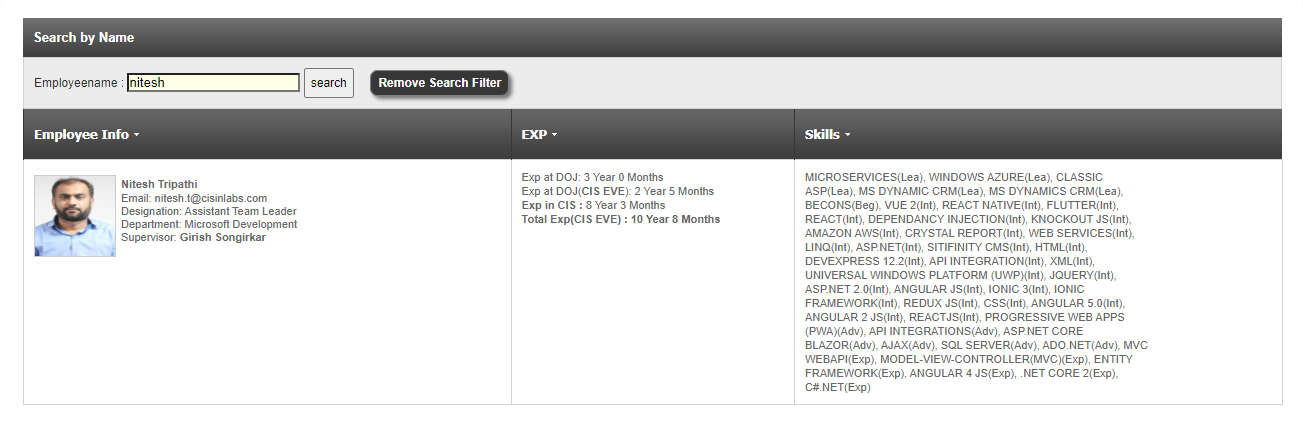 Search by Name
Employeename : nitesh search Remove Search Filter
Employee Info EXP Skills
Nitesh Tripathi
Email: nitesh.t@cisinlabs.com
Designation: Assistant Team Leader
Department: Microsoft Development
Supervisor: Girish Songirkar
Exp at DOJ: 3 Year 0 Months
Exp at DOJ(CIS EVE): 2 Year 5 Months
Exp in CIS : 8 Year 3 Months
Total Exp(CIS EVE) : 10 Year 8 Months
MICROSERVICES(Lea), WINDOWS AZURE(Lea), CLASSIC
ASP(Lea), MS DYNAMIC CRM(Lea), MS DYNAMICS CRM(Lea),
BECONS(Beg), VUE 2(Int), REACT NATIVE(Int), FLUTTER(Int),
REACT(Int), DEPENDANCY INJECTION(Int), KNOCKOUT JS(Int),
AMAZON AWS(Int), CRYSTAL REPORT(Int), WEB SERVICES(Int),
LINQ(Int), ASP.NET(Int), SITIFINITY CMS(Int), HTML(Int),
DEVEXPRESS 12.2(Int), API INTEGRATION(Int), XML(Int),
UNIVERSAL WINDOWS PLATFORM (UWP)(Int), JQUERY(Int),
ASP.NET 2.0(Int), ANGULAR JS(Int), IONIC 3(Int), IONIC
FRAMEWORK(Int), REDUX JS(Int), CSS(Int), ANGULAR 5.0(Int),
ANGULAR 2 JS(Int), REACTJS(Int), PROGRESSIVE WEB APPS
(PWA)(Adv), API INTEGRATIONS(Adv), ASP.NET CORE
BLAZOR(Adv), AJAX(Adv), SQL SERVER(Adv), ADO.NET(Adv), MVC
WEBAPI(Exp), MODEL-VIEW-CONTROLLER(MVC)(Exp), ENTITY
FRAMEWORK(Exp), ANGULAR 4 JS(Exp), .NET CORE 2(Exp),
C#.NET(Exp)